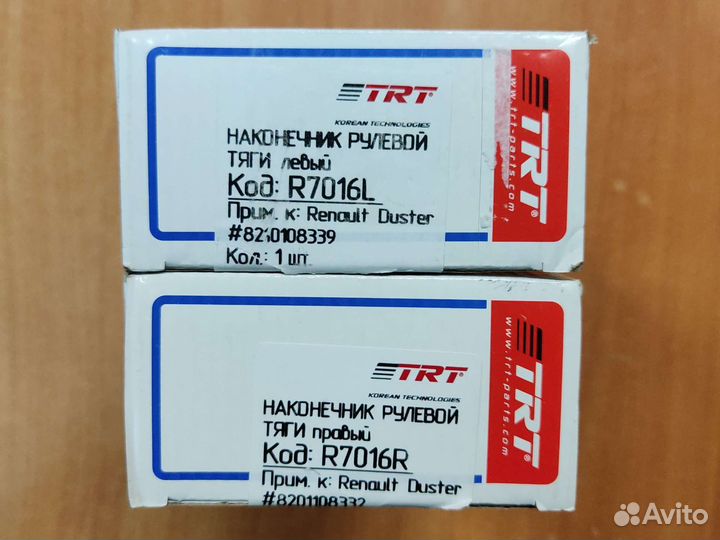 TRT
KOREAN TECHNOLOGIES
НАКОНЕЧНИК РУЛЕВОЙ
ТЯГИ левый
Код: R7016L
Прим. к: Renault Duster
#8210108339
Кол.: 1 шт.
www.trt-parts.com
TRT
TRT
KOREAN TECHNOLOGIES
НАКОНЕЧНИК РУЛЕВОЙ
ТЯГИ правый
Код: R7016R
Прим. к: Renault Duster
#8201108332
www.trt-parts.com
TRT
Avito